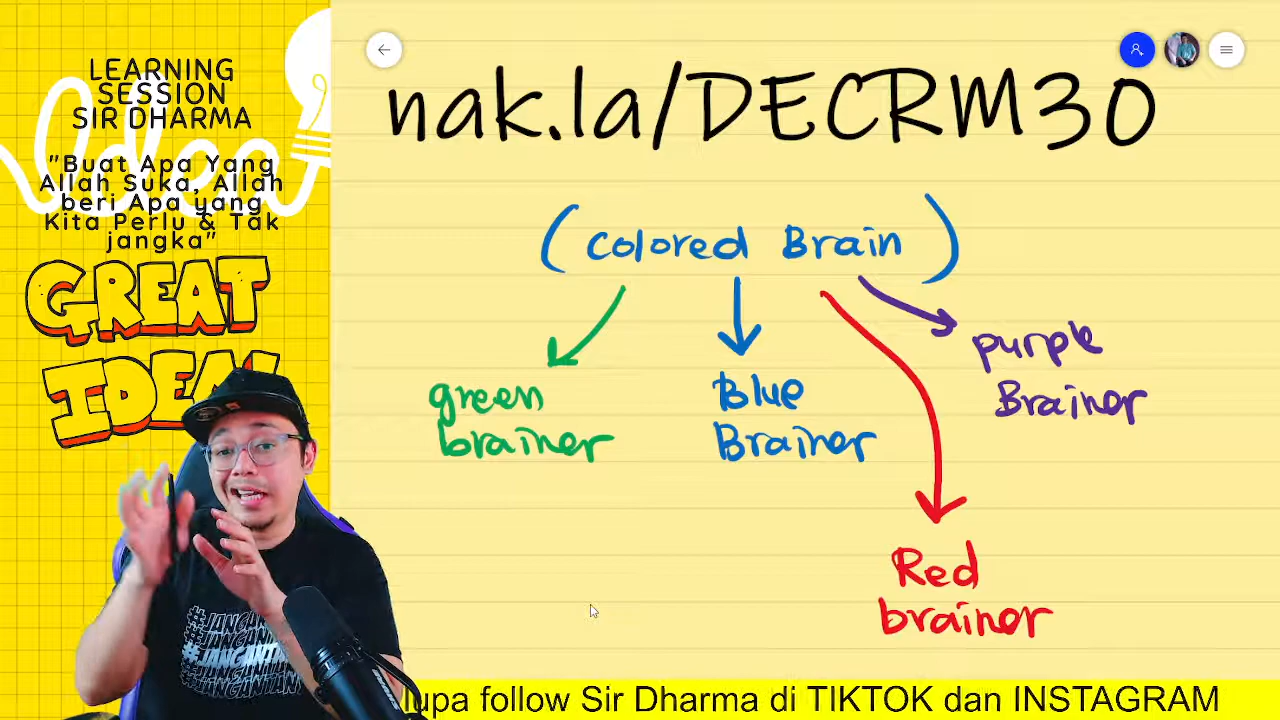 LEARNING
SESSION
SIR DHARMA
"Buat Apa Yang
Allah Suka, Allah
beri Apa yang
Kita Perlu & Tak
jangka"
GREAT
nak.la/DECRM30
(Colored Brain)
green
brainer
Blue
Brainer
purple
Brainer
Red
brainer
lupa follow Sir Dharma di TIKTOK dan INSTAGRAM